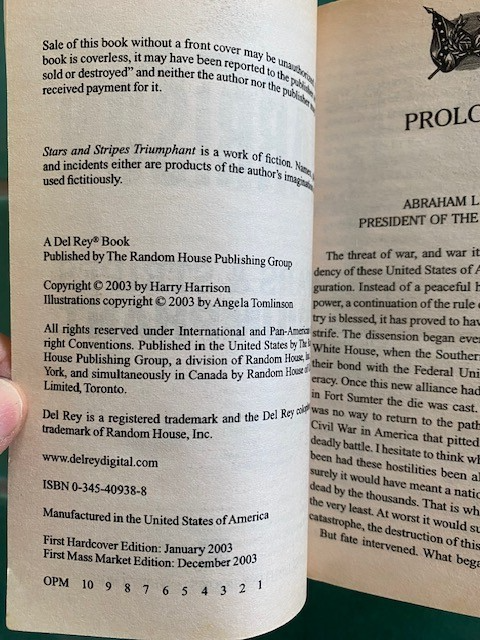 Sale of this book without a front cover may be unauthorized
book is coverless, it may have been reported to the publisher
sold or destroyed” and neither the author nor the publisher
received payment for it.
Stars and Stripes Triumphant is a work of fiction. Names,
and incidents either are products of the author’s imagination
used fictitiously.
A Del Rey® Book
Published by The Random House Publishing Group
Copyright © 2003 by Harry Harrison
Illustrations copyright © 2003 by Angela Tomlinson
All rights reserved under International and Pan-American
right Conventions. Published in the United States by The
House Publishing Group, a division of Random House, Inc.
York, and simultaneously in Canada by Random House of
Limited, Toronto.
Del Rey is a registered trademark and the Del Rey
trademark of Random House, Inc.
www.delreydigital.com
ISBN 0-345-40938-8
Manufactured in the United States of America
First Hardcover Edition: January 2003
First Mass Market Edition: December 2003
OPM 10 9 8 7 6 5 4 3 2 1
PROLO
ABRAHAM L
PRESIDENT OF THE
The threat of war, and war it
dency of these United States of A
guration. Instead of a peaceful
power, a continuation of the rule
try is blessed, it has proved to hav
strife. The dissension began eve
White House, when the Southern
their bond with the Federal Uni
eracy. Once this new alliance had
in Fort Sumter the die was cast.
was no way to return to the path
Civil War in America that pitted
deadly battle. I hesitate to think wh
been had these hostilities been al
surely it would have meant a natio
dead by the thousands. That is wh
the very least. At worst it would su
catastrophe, the destruction of this
But fate intervened. What bega